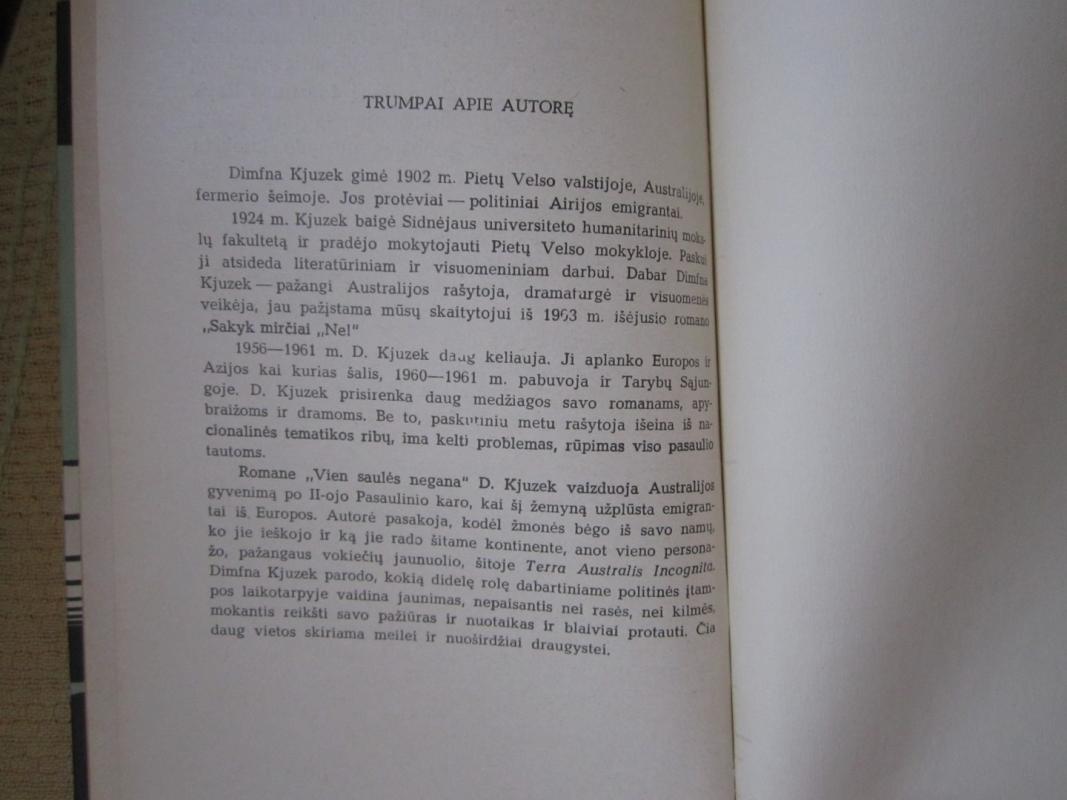 TRUMPAI APIE AUTORĘ
Dimfna Kjuzek gimė 1902 m. Pietų Velso valstijoje, Australijoje,
fermerio šeimoje. Jos protėviai — politiniai Airijos emigrantai.
1924 m. Kjuzek baigė Sidnėjaus universiteto humanitarinių moks-
lų fakultetą ir pradėjo mokytojauti Pietų Velso mokykloje. Paskui
ji atsideda literatūriniam ir visuomeniniam darbui. Dabar Dimfna
Kjuzek — pažangi Australijos rašytoja, dramaturgė ir visuomenės
veikėja, jau pažįstama mūsų skaitytojui iš 1963 m. išėjusio romano
„Sakyk mirčiai „Ne!“
1956—1961 m. D. Kjuzek daug keliauja. Ji aplanko Europos ir
Azijos kai kurias šalis, 1960—1961 m. pabuvoja ir Tarybų Sąjun-
goje. D. Kjuzek prisirenka daug medžiagos savo romanams, apy-
braižoms ir dramoms. Be to, paskutiniu metu rašytoja išeina iš na-
cionalinės tematikos ribų, ima kelti problemas, rūpimas viso pasaulio
tautoms.
Romane „Vien saulės negana“ D. Kjuzek vaizduoja Australijos
gyvenimą po II-ojo Pasaulinio karo, kai šį žemyną užplūsta emigran-
tai iš Europos. Autorė pasakoja, kodėl žmonės bėgo iš savo namų,
ko jie ieškojo ir ką jie rado šitame kontinente, anot vieno persona-
žo, pažangaus vokiečių jaunuolio, šitoje Terra Australis Incognita.
Dimfna Kjuzek parodo, kokią didelę rolę dabartiniame politinės įtam-
pos laikotarpyje vaidina jaunimas, nepaisantis nei rasės, nei kilmės,
mokantis reikšti savo pažiūras ir nuotaikas ir blaiviai protauti. Čia
daug vietos skiriama meilei ir nuoširdžiai draugystei.